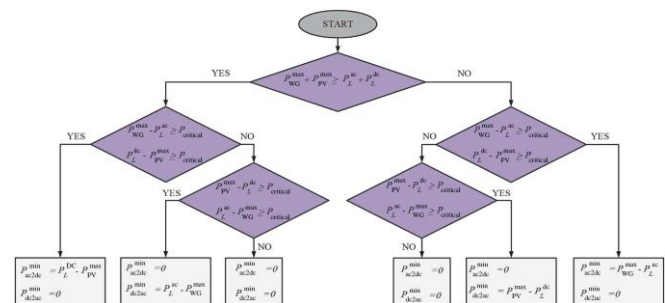 START
P_WG^max + P_PV^max ≥ P_L^ac + P_L^dc
YES
NO
P_WG^max - P_L^ac ≥ P_critical
P_L^dc - P_PV^max ≥ P_critical
YES
NO
P_WG^max - P_L^ac ≥ P_critical
P_L^dc - P_PV^max ≥ P_critical
NO
YES
P_PV^max - P_L^dc ≥ P_critical
P_L^ac - P_WG^max ≥ P_critical
YES
NO
P_PV^max - P_L^dc ≥ P_critical
P_L^ac - P_WG^max ≥ P_critical
YES
NO
P_ac2dc^min = P_L^DC - P_PV^max
P_dc2ac^min = 0
P_ac2dc^min = 0
P_dc2ac^min = P_L^ac - P_WG^max
P_ac2dc^min = 0
P_dc2ac^min = 0
P_ac2dc^min = 0
P_dc2ac^min = 0
P_ac2dc^min = 0
P_dc2ac^min = P_PV^max - P_L^dc
P_ac2dc^min = P_WG^max - P_L^ac
P_dc2ac^min = 0